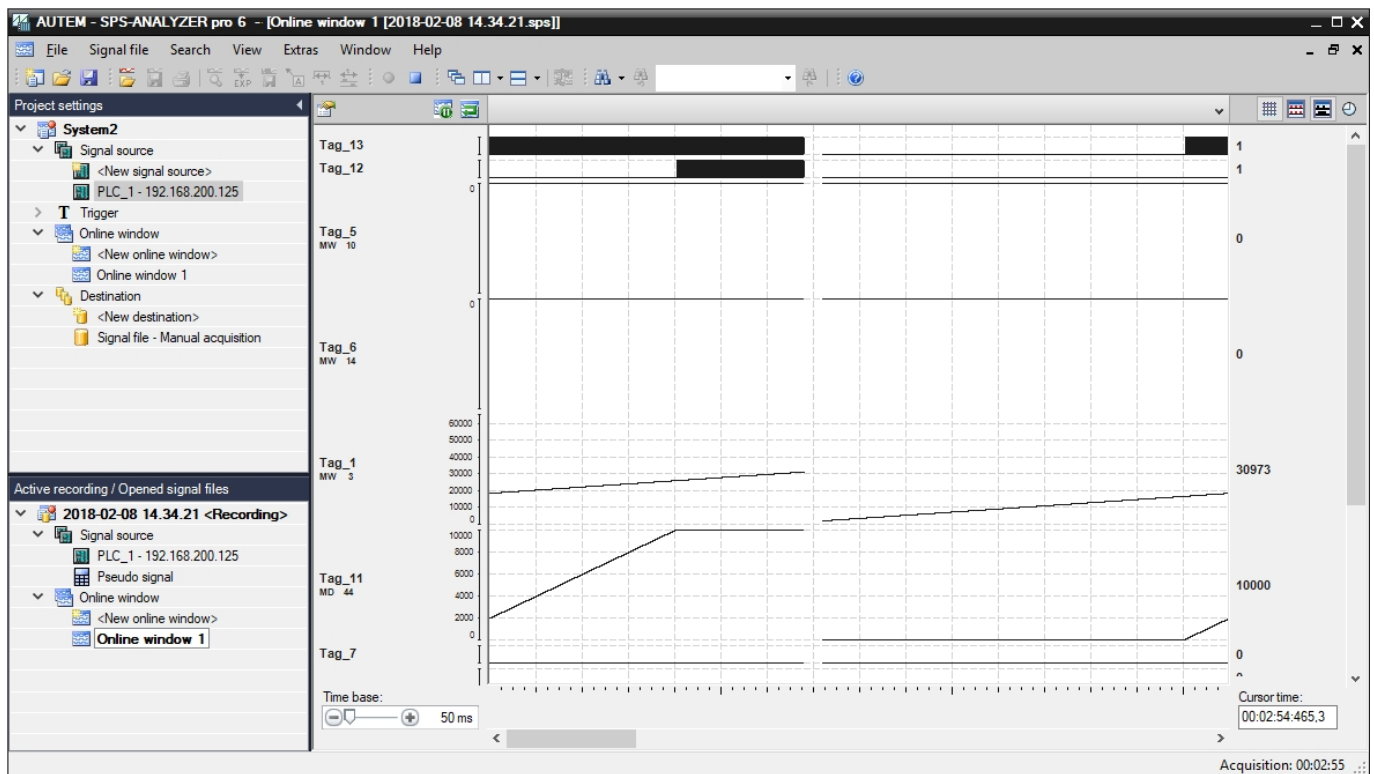 AUTEM - SPS-ANALYZER pro 6 - [Online window 1 [2018-02-08 14.34.21.sps]]
File Signal file Search View Extras Window Help
EXP
Project settings
System2
Signal source
<New signal source>
PLC_1 - 192.168.200.125
T Trigger
Online window
<New online window>
Online window 1
Destination
<New destination>
Signal file - Manual acquisition
Active recording / Opened signal files
2018-02-08 14.34.21 <Recording>
Signal source
PLC_1 - 192.168.200.125
Pseudo signal
Online window
<New online window>
Online window 1
Tag_13
1
Tag_12
1
0
Tag_5
MW 10
0
0
Tag_6
MW 14
0
60000
50000
40000
30000
20000
10000
0
Tag_1
MW 3
30973
10000
8000
6000
4000
2000
0
Tag_11
MD 44
10000
Tag_7
0
Time base:
50 ms
Cursor time:
00:02:54:465,3
Acquisition: 00:02:55